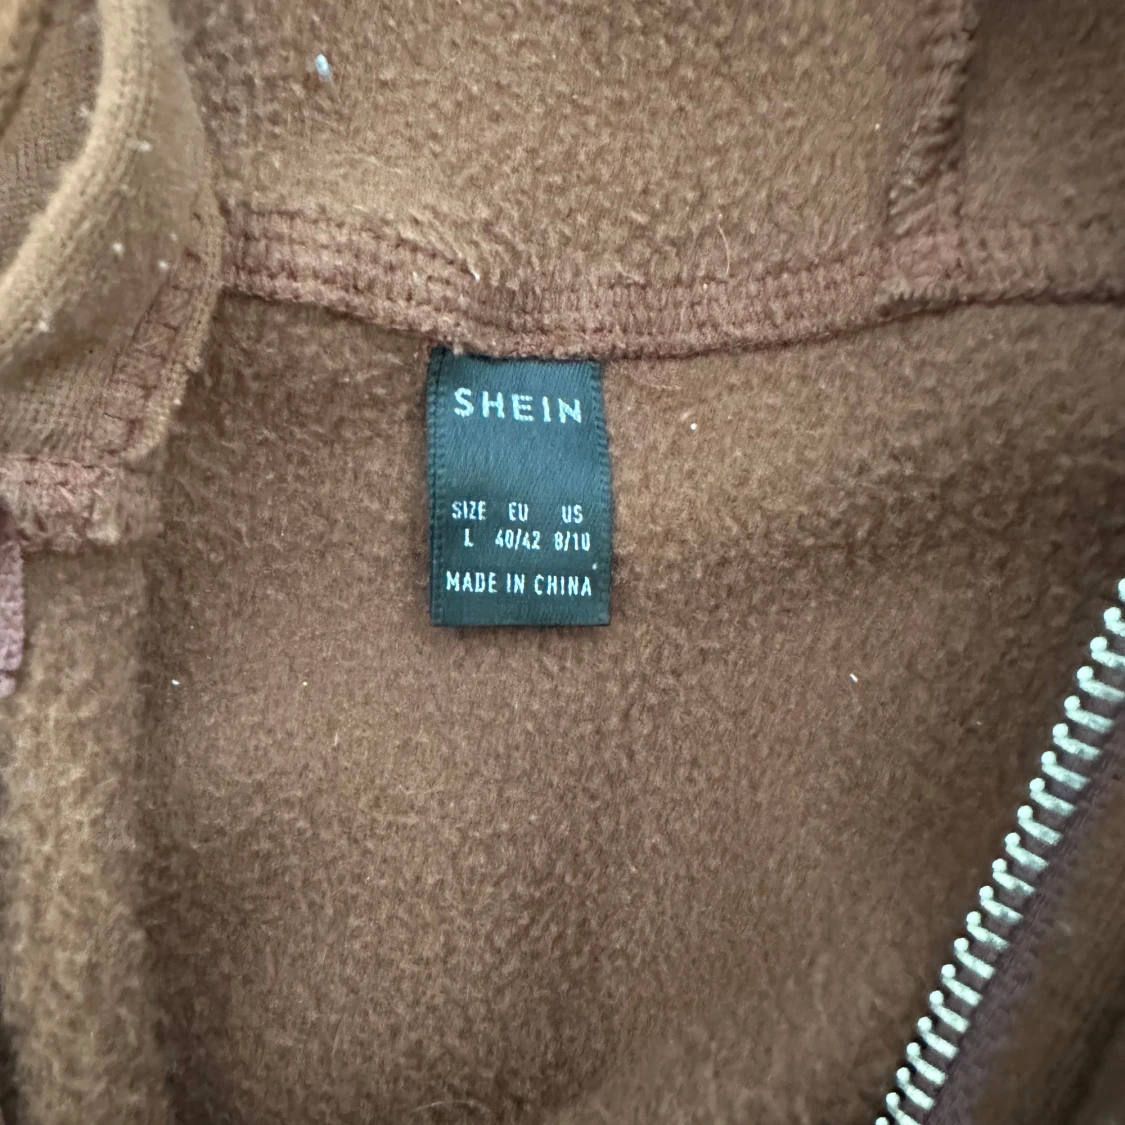 SHEIN
SIZE EU US
L 40/42 8/10
MADE IN CHINA